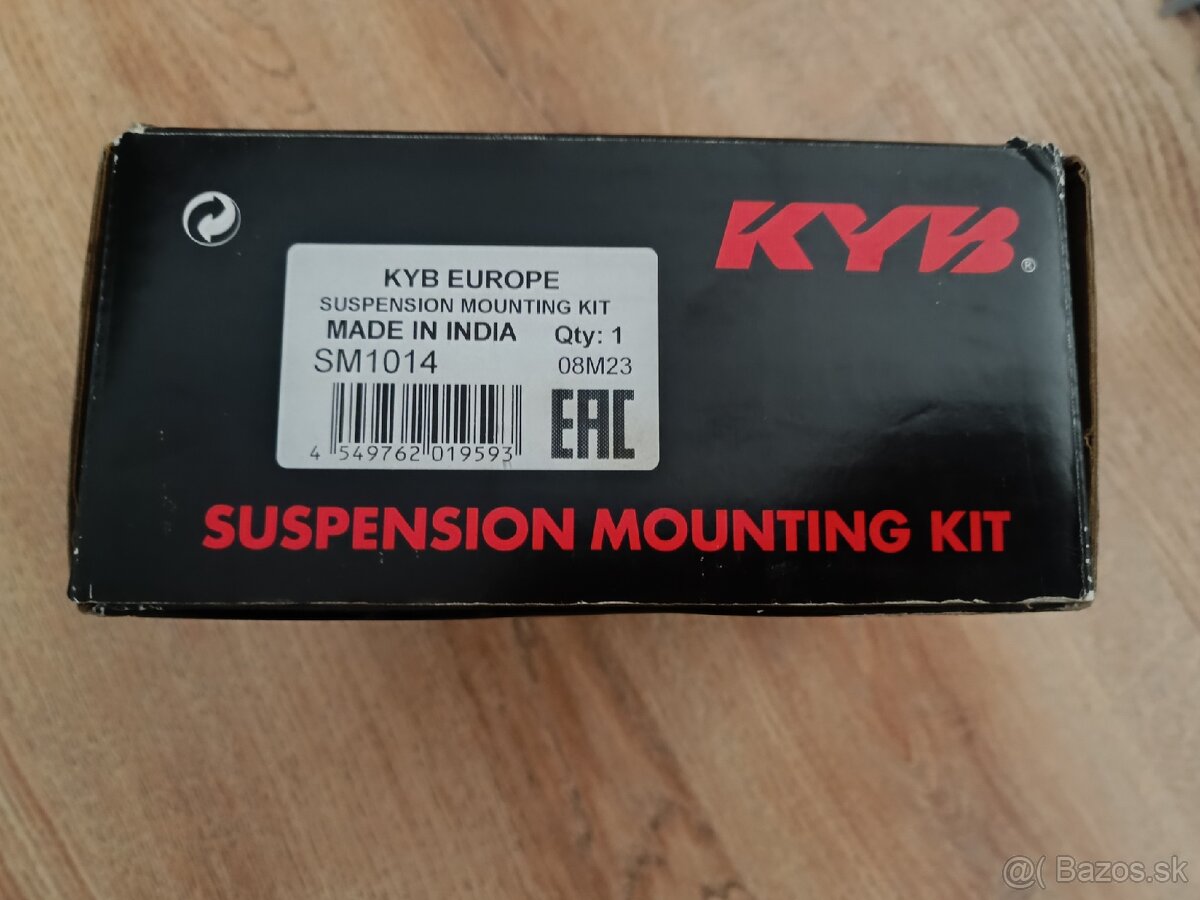 KYB®
KYB EUROPE
SUSPENSION MOUNTING KIT
MADE IN INDIA Qty: 1
SM1014 08M23
4 549762 019593 EAC
SUSPENSION MOUNTING KIT
@( Bazos.sk